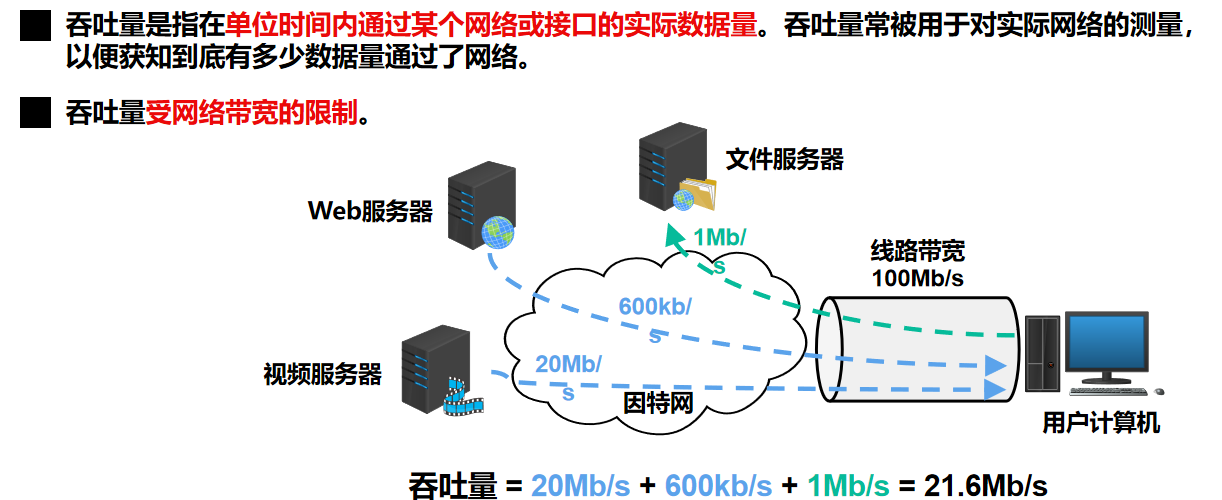 吞吐量是指在单位时间内通过某个网络或接口的实际数据量。吞吐量常被用于对实际网络的测量，
以便获知到底有多少数据量通过了网络。
吞吐量受网络带宽的限制。
文件服务器
Web服务器
1Mb/
s
线路带宽
100Mb/s
600kb/
s
视频服务器
20Mb/
s
因特网
用户计算机
吞吐量 = 20Mb/s + 600kb/s + 1Mb/s = 21.6Mb/s